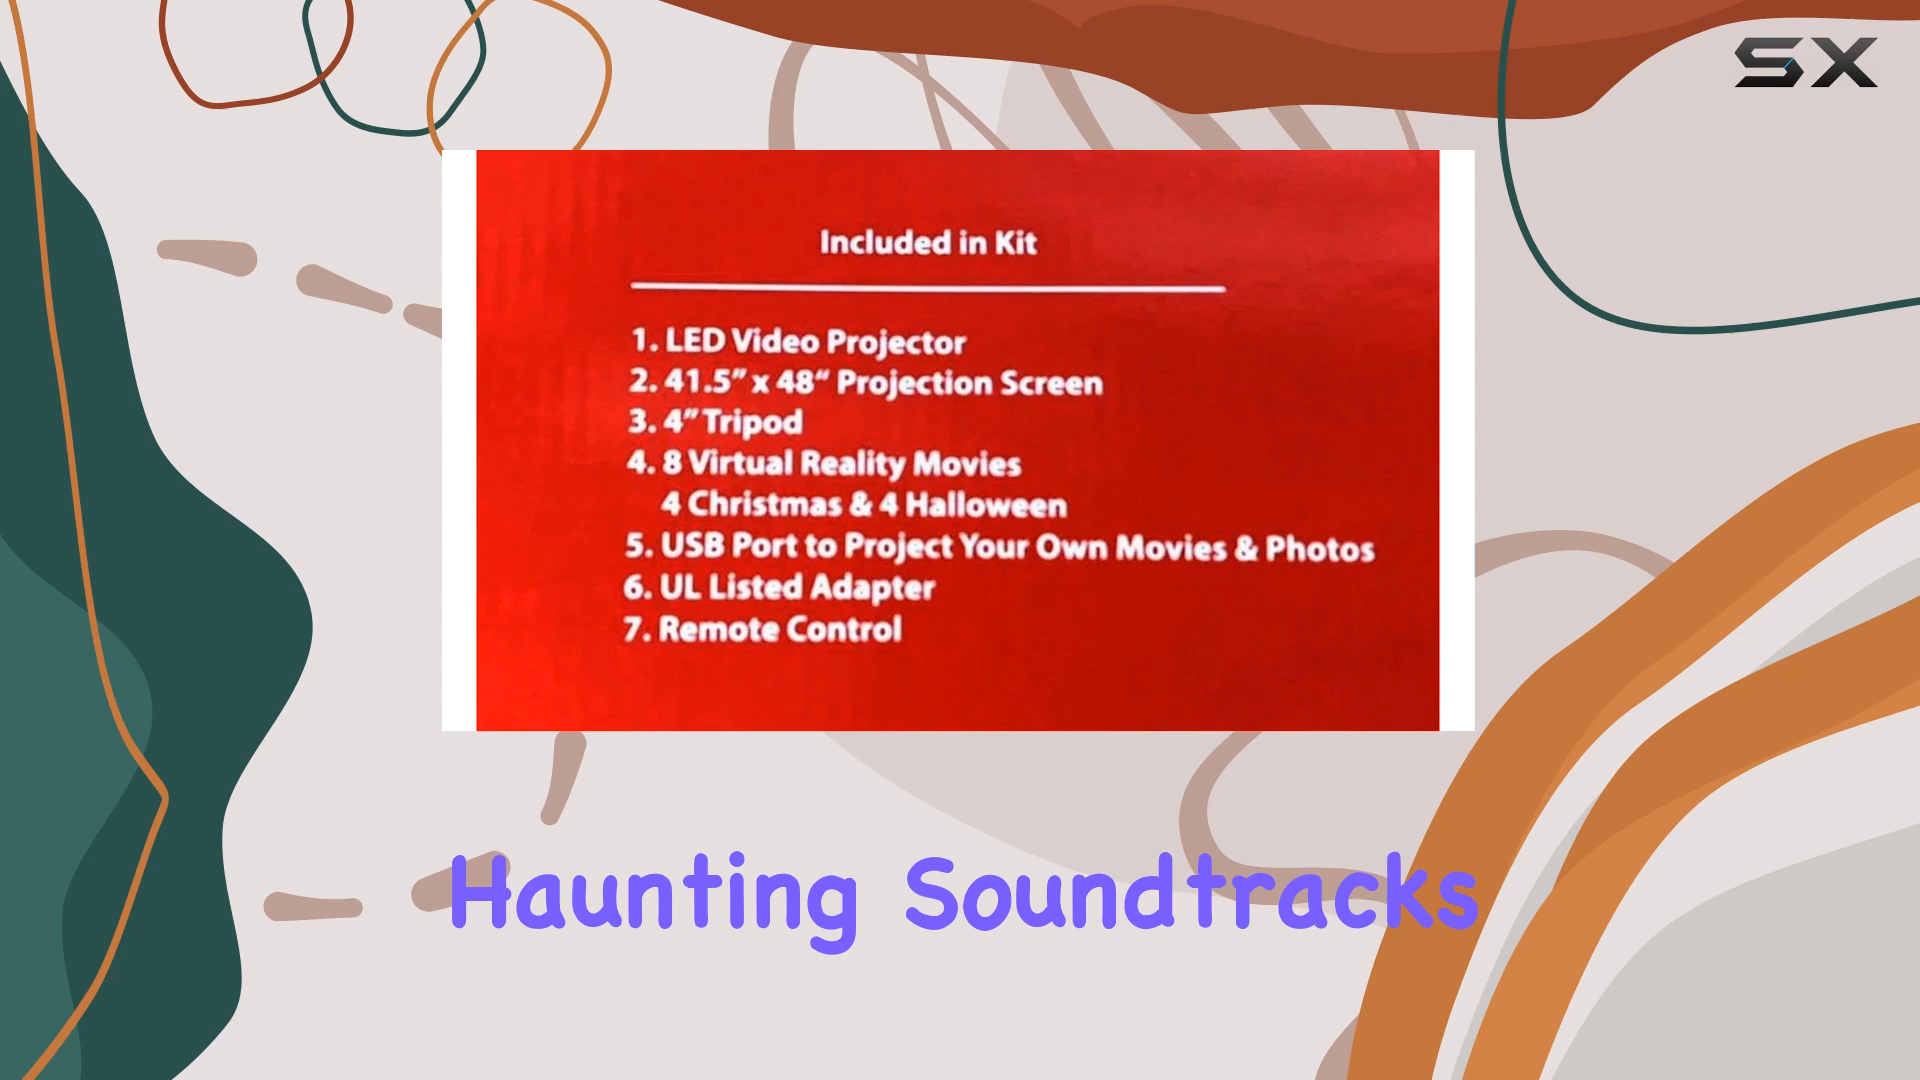 SX
Included in Kit
1. LED Video Projector
2. 41.5” x 48“ Projection Screen
3. 4” Tripod
4. 8 Virtual Reality Movies
4 Christmas & 4 Halloween
5. USB Port to Project Your Own Movies & Photos
6. UL Listed Adapter
7. Remote Control
Haunting Soundtracks